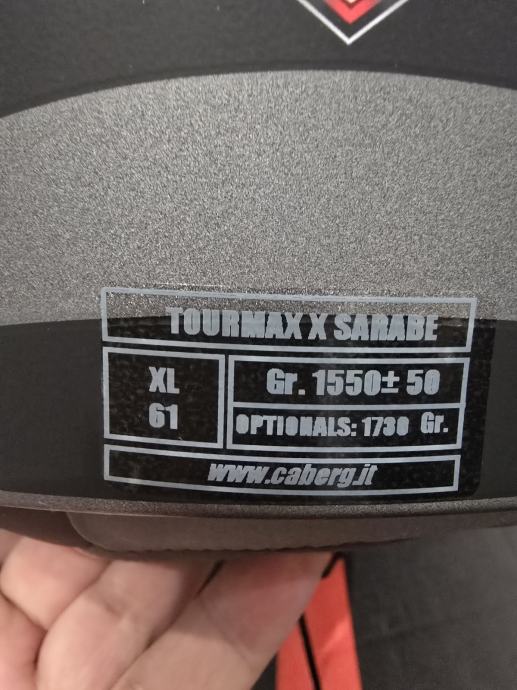 TOURMAX X SARABE
XL
61
Gr. 1550± 50
OPTIONALS: 1730 Gr.
www.caberg.it